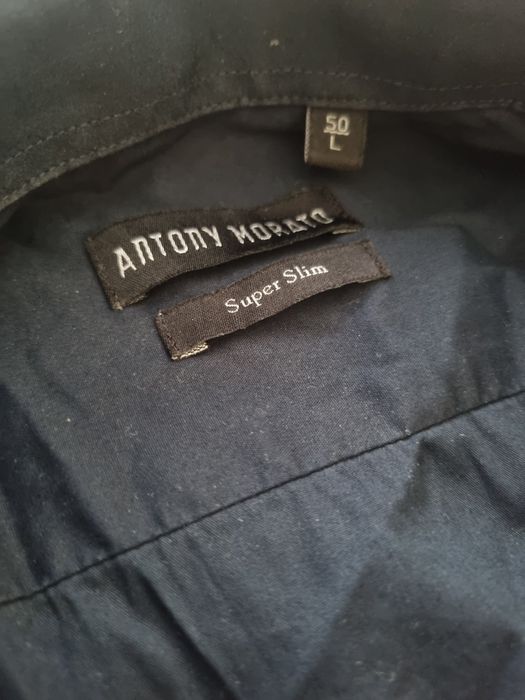 50
L
ANTONY MORATO
Super Slim